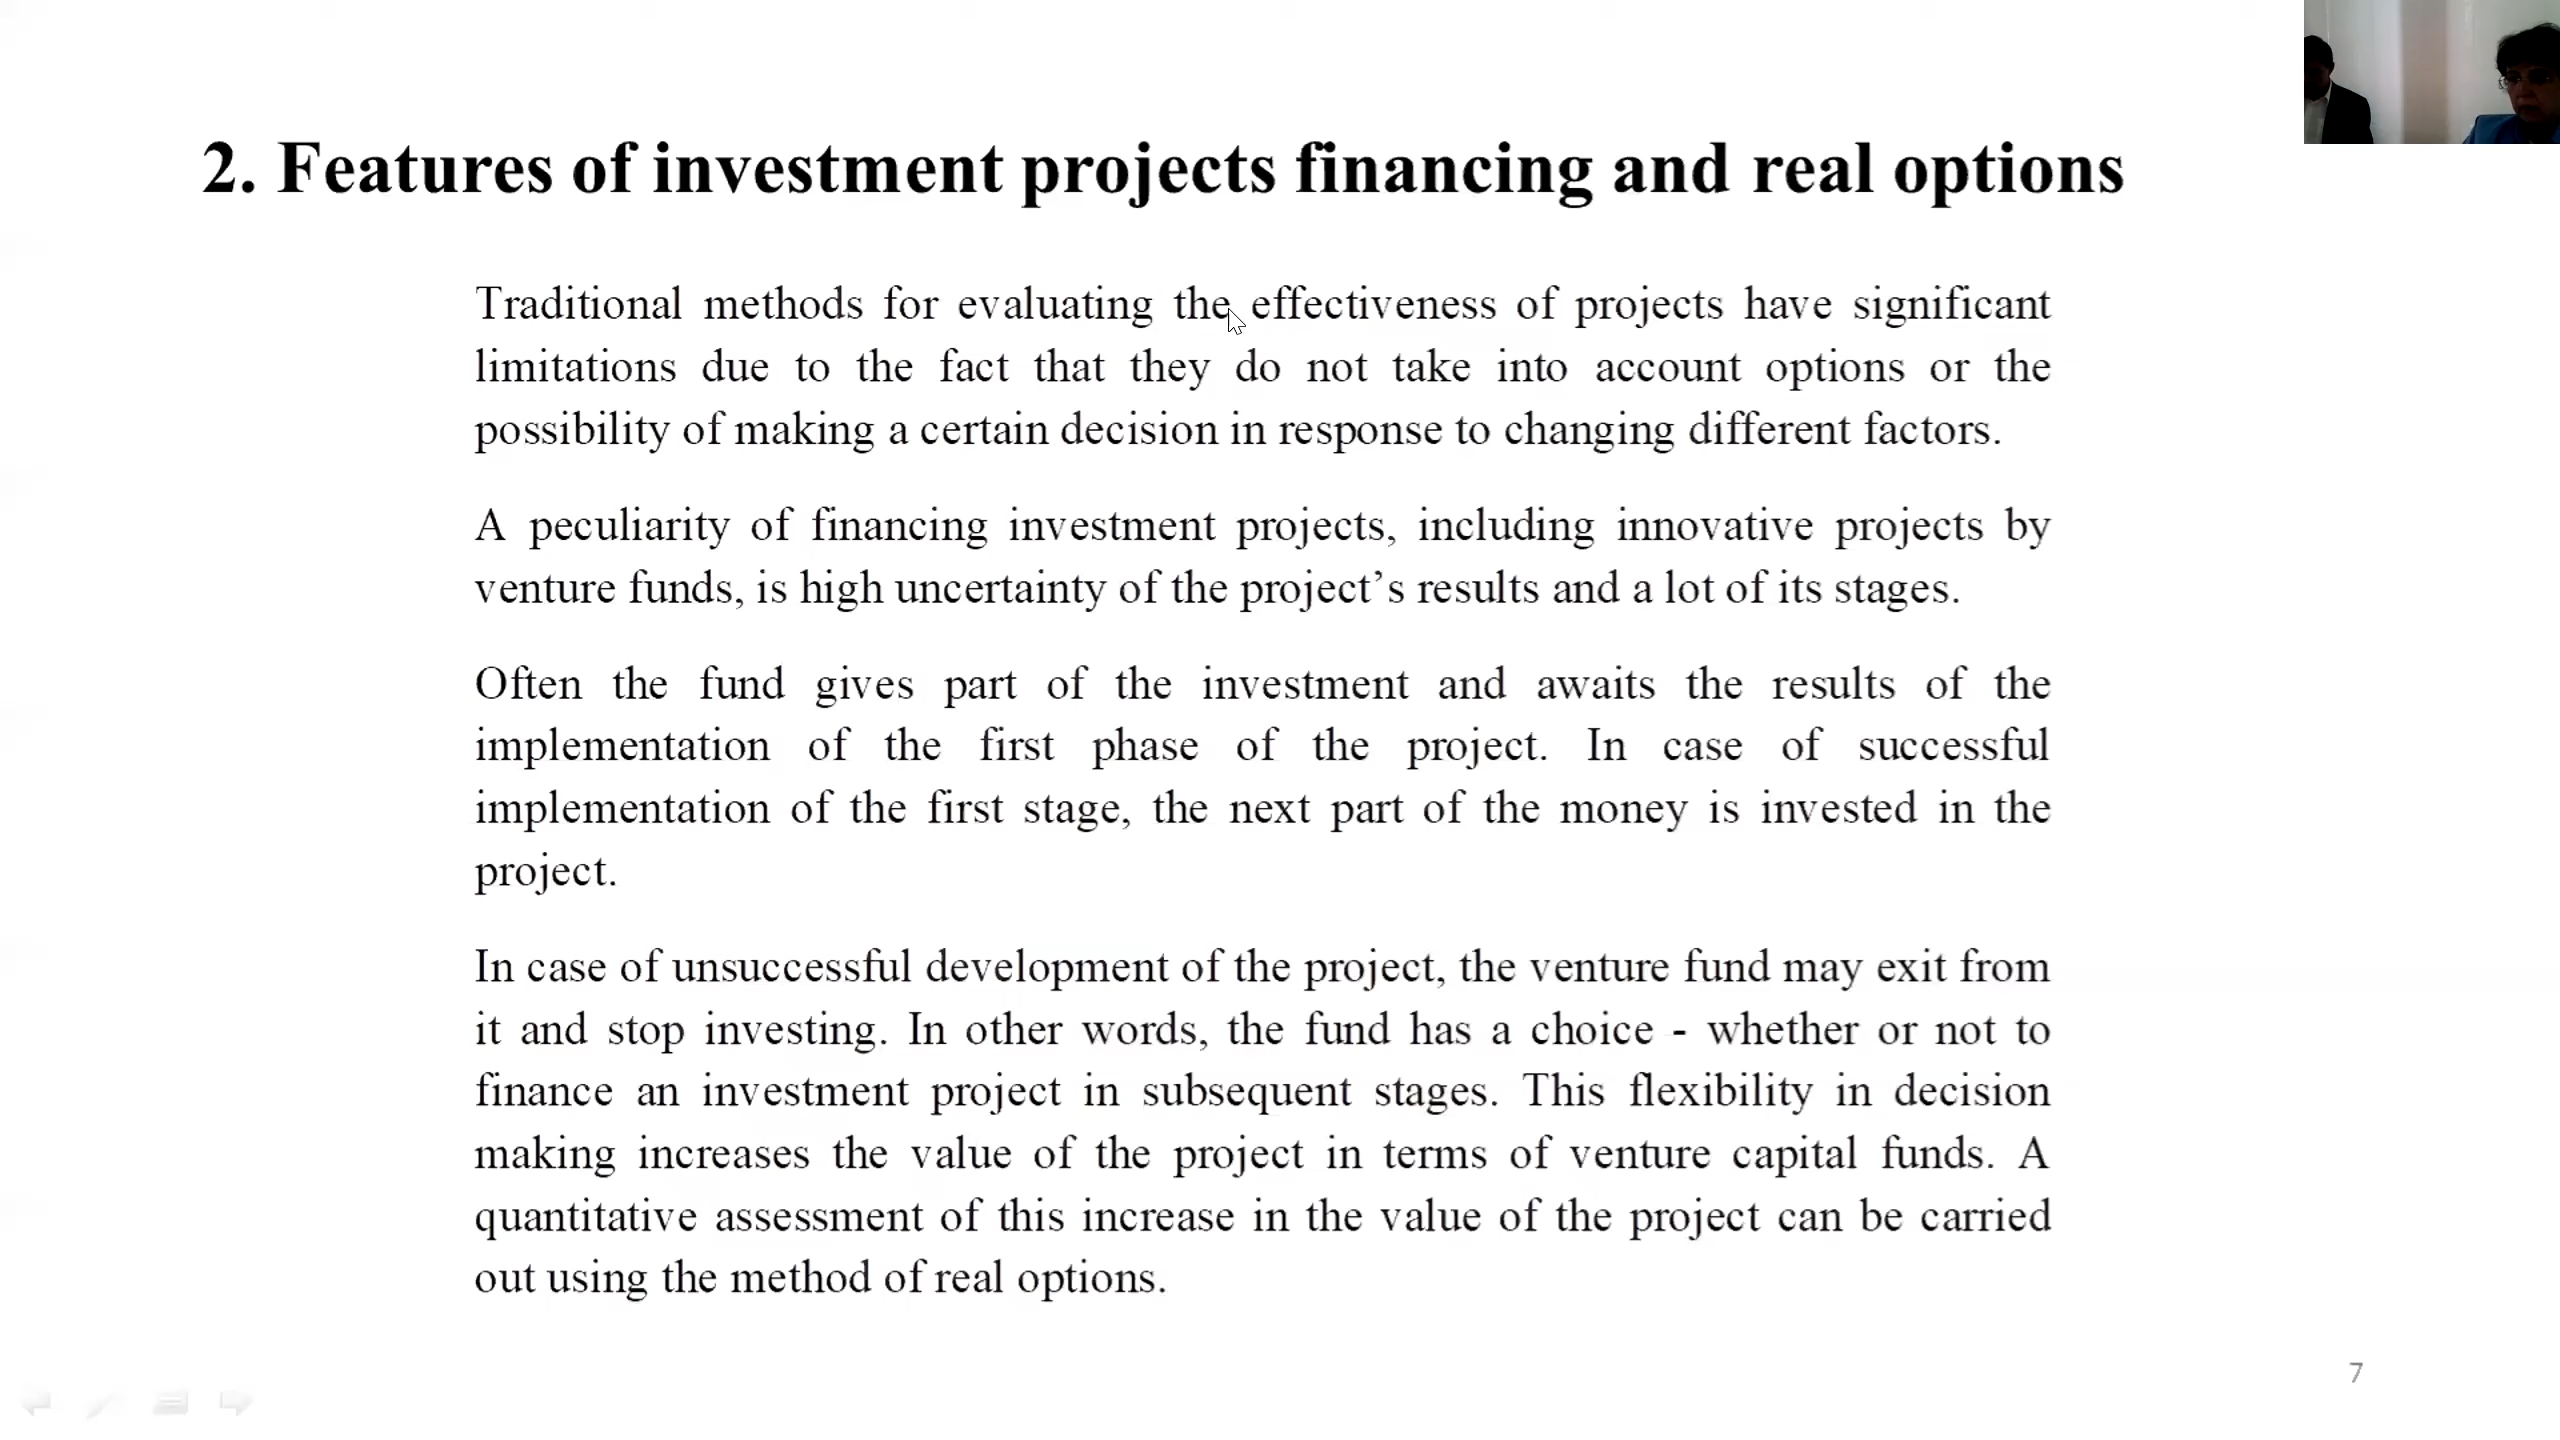 2. Features of investment projects financing and real options
Traditional methods for evaluating the effectiveness of projects have significant
limitations due to the fact that they do not take into account options or the
possibility of making a certain decision in response to changing different factors.
A peculiarity of financing investment projects, including innovative projects by
venture funds, is high uncertainty of the project’s results and a lot of its stages.
Often the fund gives part of the investment and awaits the results of the
implementation of the first phase of the project. In case of successful
implementation of the first stage, the next part of the money is invested in the
project.
In case of unsuccessful development of the project, the venture fund may exit from
it and stop investing. In other words, the fund has a choice - whether or not to
finance an investment project in subsequent stages. This flexibility in decision
making increases the value of the project in terms of venture capital funds. A
quantitative assessment of this increase in the value of the project can be carried
out using the method of real options.
7